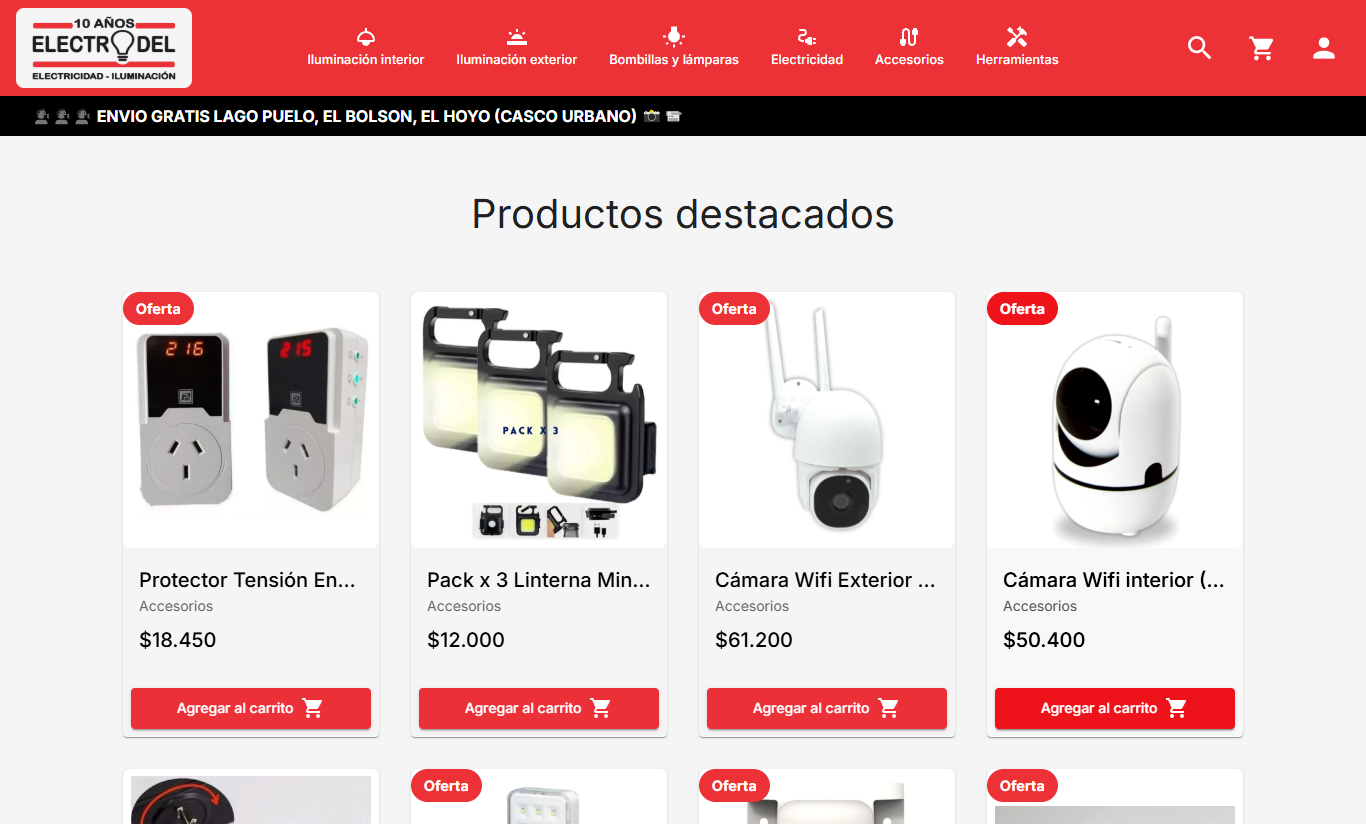 10 AÑOS
ELECTRODEL
ELECTRICIDAD - ILUMINACIÓN
Iluminación interior
Iluminación exterior
Bombillas y lámparas
Electricidad
Accesorios
Herramientas
ENVIO GRATIS LAGO PUELO, EL BOLSON, EL HOYO (CASCO URBANO)
Productos destacados
Oferta
216
215
PACK X 3
Oferta
Oferta
Protector Tensión En...
Accesorios
$18.450
Agregar al carrito
Pack x 3 Linterna Min...
Accesorios
$12.000
Agregar al carrito
Cámara Wifi Exterior ...
Accesorios
$61.200
Agregar al carrito
Cámara Wifi interior (...
Accesorios
$50.400
Agregar al carrito
Oferta
Oferta
Oferta